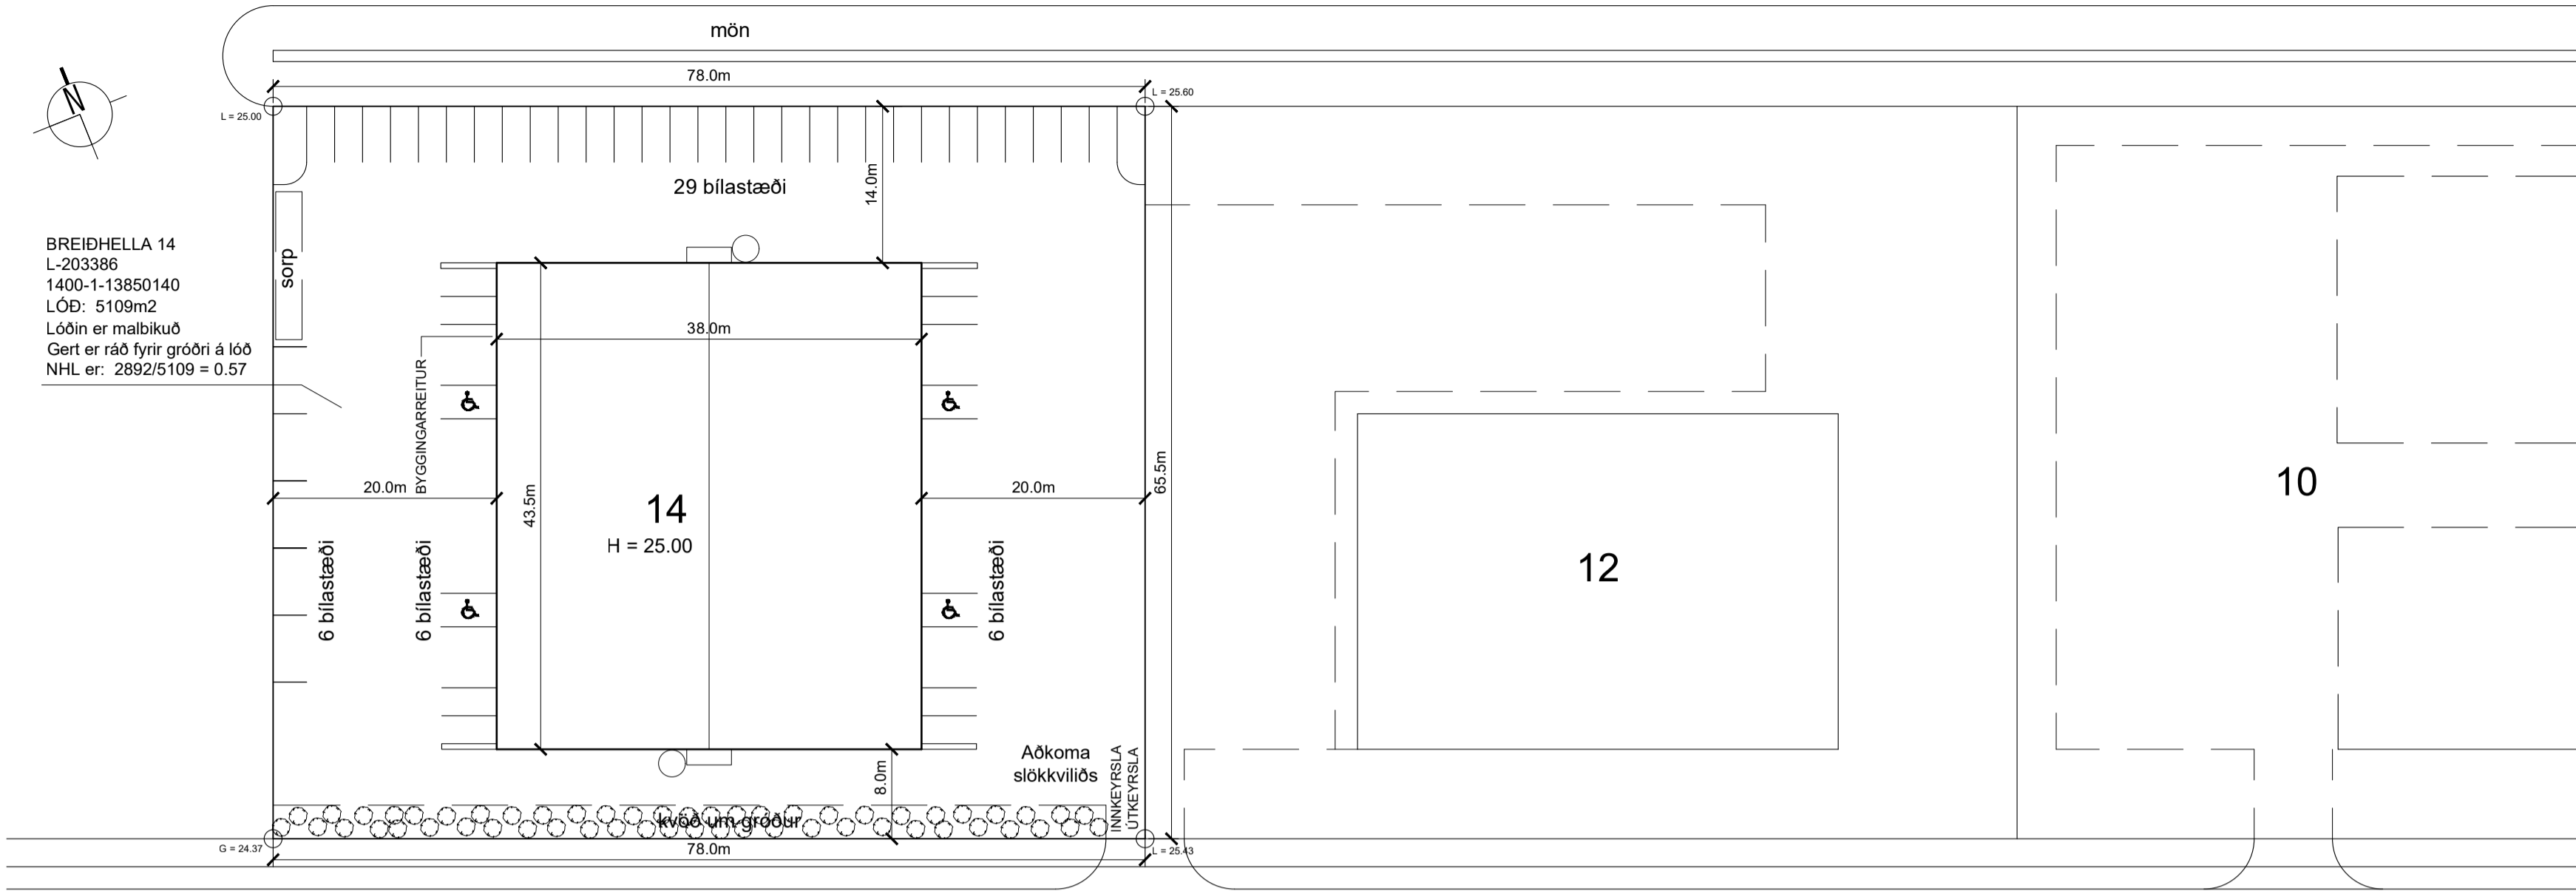 mön
78.0m
N
L = 25.00
L = 25.60
29 bílastæði
14.0m
BREIÐHELLA 14
L-203386
1400-1-13850140
LÓÐ: 5109m2
Lóðin er malbikuð
Gert er ráð fyrir gróðri á lóð
NHL er: 2892/5109 = 0.57
sorp
38.0m
BYGGINGARREITUR
20.0m
43.5m
14
H = 25.00
20.0m
65.5m
6 bílastæði
6 bílastæði
6 bílastæði
12
10
Aðkoma
slökkviliðs
INNKEYRSLA
ÚTKEYRSLA
8.0m
kvöð um gróður
G = 24.37
78.0m
L = 25.43